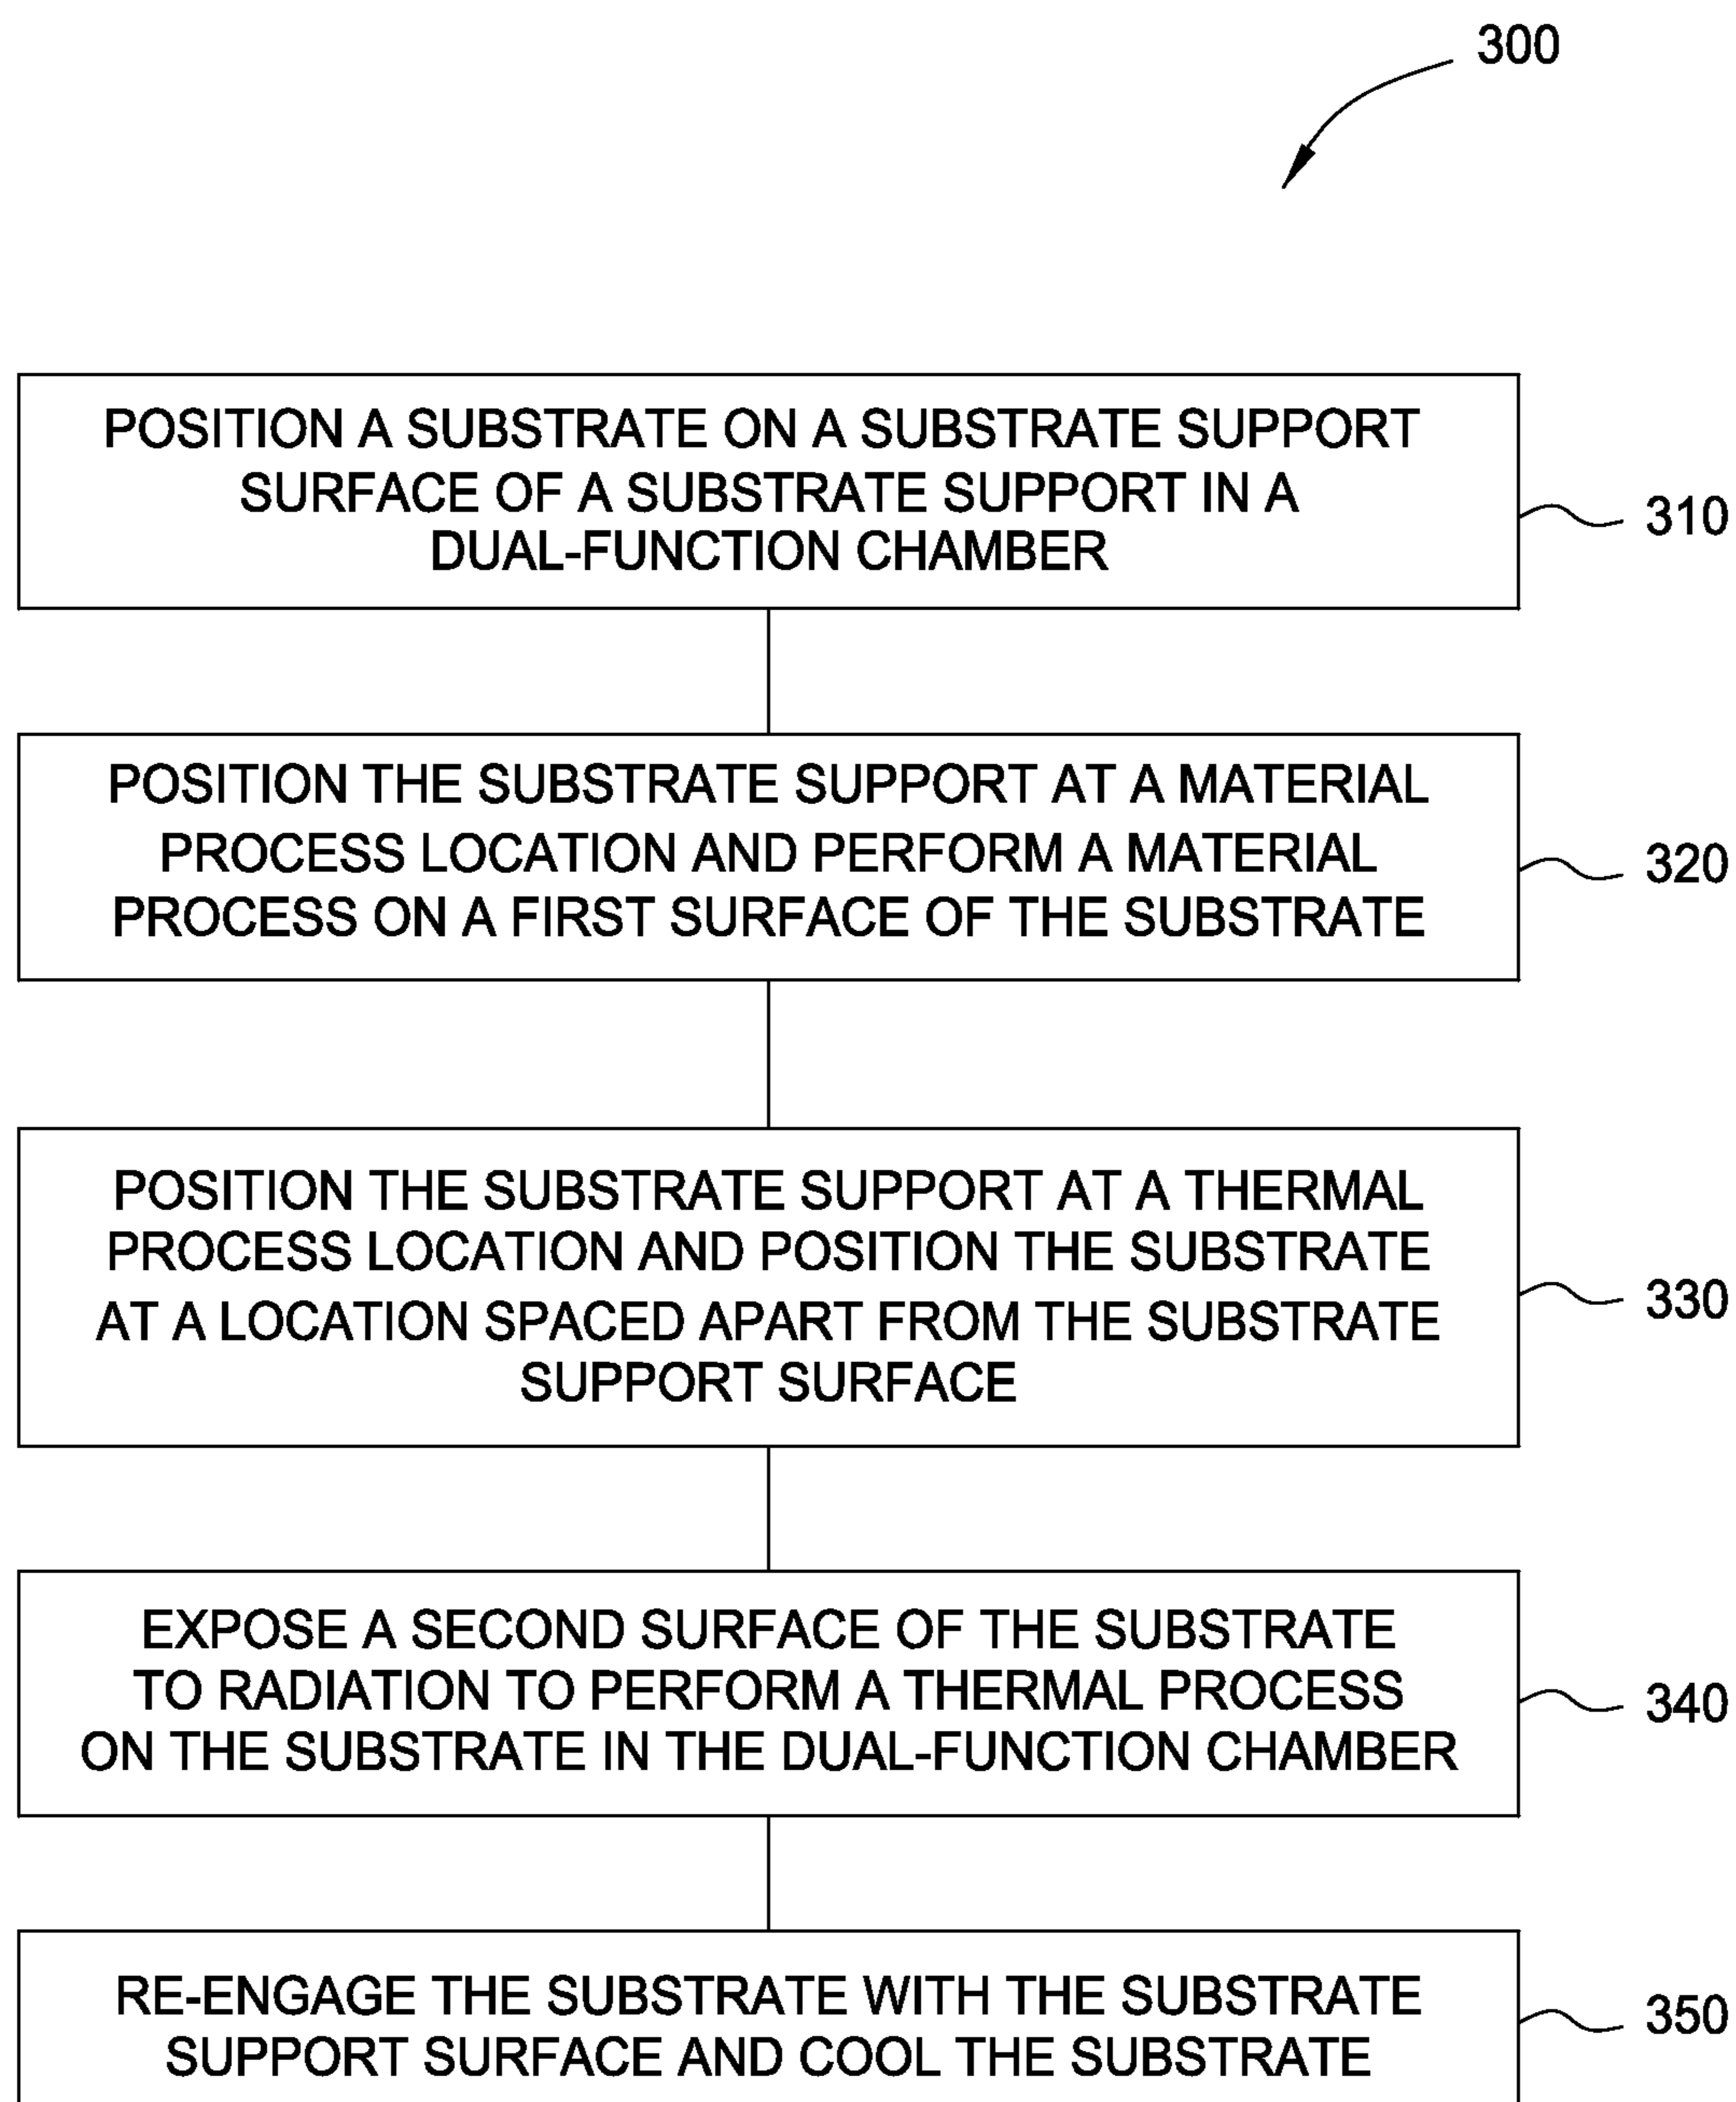 300
POSITION A SUBSTRATE ON A SUBSTRATE SUPPORT
SURFACE OF A SUBSTRATE SUPPORT IN A
DUAL-FUNCTION CHAMBER
310
POSITION THE SUBSTRATE SUPPORT AT A MATERIAL
PROCESS LOCATION AND PERFORM A MATERIAL
PROCESS ON A FIRST SURFACE OF THE SUBSTRATE
320
POSITION THE SUBSTRATE SUPPORT AT A THERMAL
PROCESS LOCATION AND POSITION THE SUBSTRATE
AT A LOCATION SPACED APART FROM THE SUBSTRATE
SUPPORT SURFACE
330
EXPOSE A SECOND SURFACE OF THE SUBSTRATE
TO RADIATION TO PERFORM A THERMAL PROCESS
ON THE SUBSTRATE IN THE DUAL-FUNCTION CHAMBER
340
RE-ENGAGE THE SUBSTRATE WITH THE SUBSTRATE
SUPPORT SURFACE AND COOL THE SUBSTRATE
350